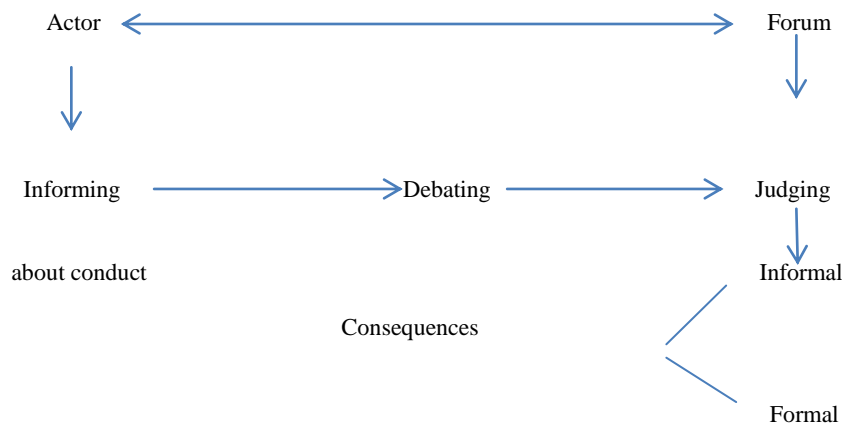 Actor Forum
Informing Debating Judging
about conduct Informal
Consequences
Formal